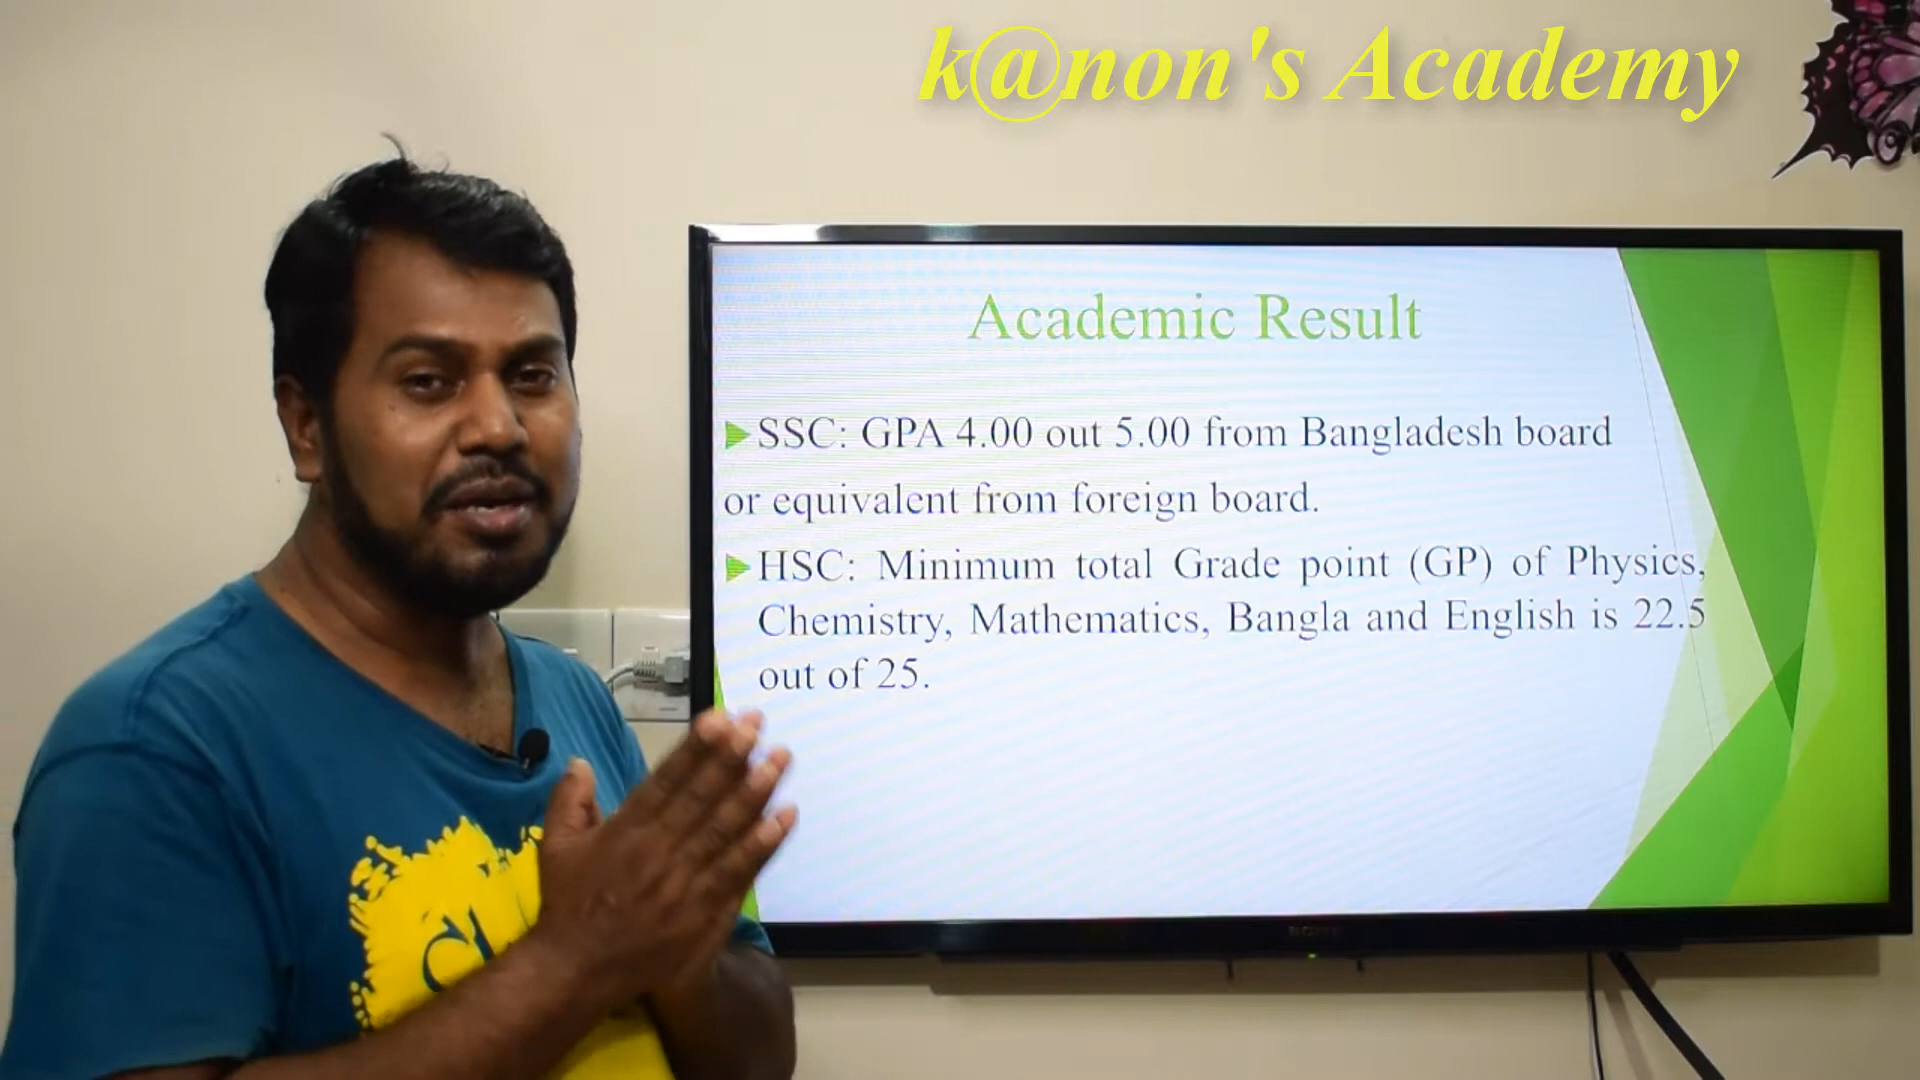 k@non's Academy
Academic Result
SSC: GPA 4.00 out 5.00 from Bangladesh board
or equivalent from foreign board.
HSC: Minimum total Grade point (GP) of Physics,
Chemistry, Mathematics, Bangla and English is 22.5
out of 25.
SONY